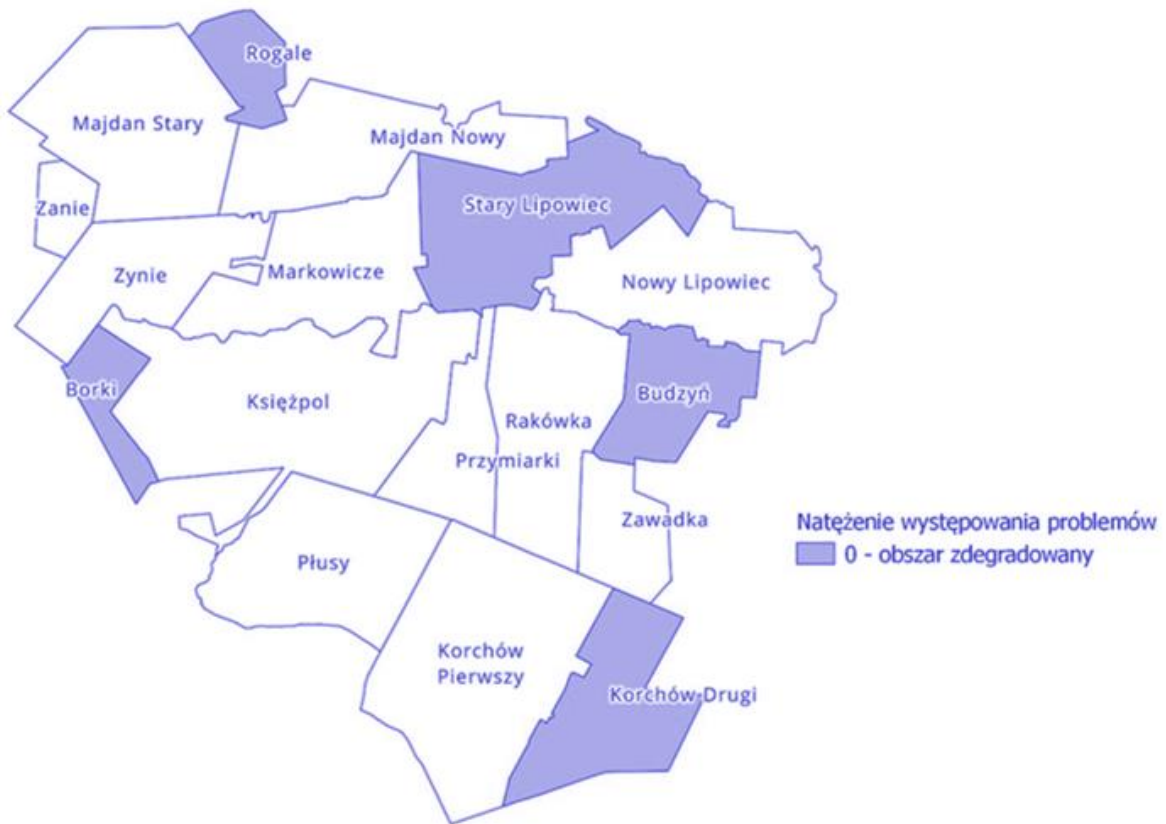 Rogale
Majdan Stary
Majdan Nowy
Zanie
Stary Lipowiec
Zynie
Markowicze
Nowy Lipowiec
Borki
Księżpol
Budzyń
Rakówka
Przymiarki
Zawadka
Natężenie występowania problemów
0 - obszar zdegradowany
Płusy
Korchów
Pierwszy
Korchów Drugi